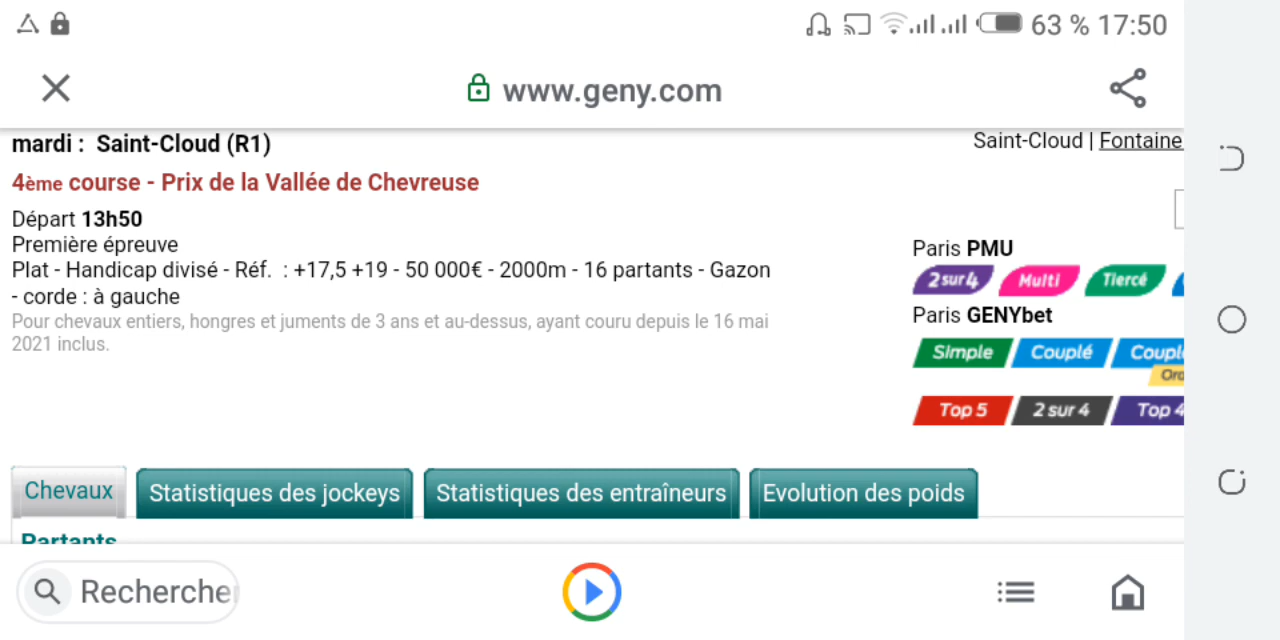 63 % 17:50
www.geny.com
mardi : Saint-Cloud (R1)
Saint-Cloud | Fontaine
4ème course - Prix de la Vallée de Chevreuse
Départ 13h50
Première épreuve
Plat - Handicap divisé - Réf. : +17,5 +19 - 50 000€ - 2000m - 16 partants - Gazon
- corde : à gauche
Pour chevaux entiers, hongres et juments de 3 ans et au-dessus, ayant couru depuis le 16 mai
2021 inclus.
Paris PMU
2sur4 Multi Tiercé
Paris GENYbet
Simple Couplé Couplé
Ord
Top 5 2 sur 4 Top 4
Chevaux Statistiques des jockeys Statistiques des entraîneurs Evolution des poids
Partants
Rechercher